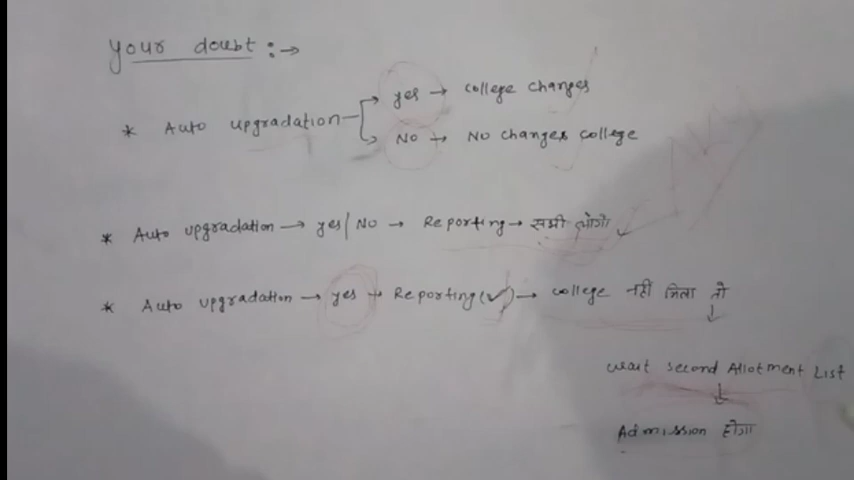 Your doubt :→
yes → college changes
* Auto upgradation
No → No changes college
* Auto upgradation → yes/No → Reporting → सभी लोगो
* Auto upgradation → yes → Reporting(✓) → college नहीं मिला तो
↓
wait second Allotment List
↓
Admission होगा